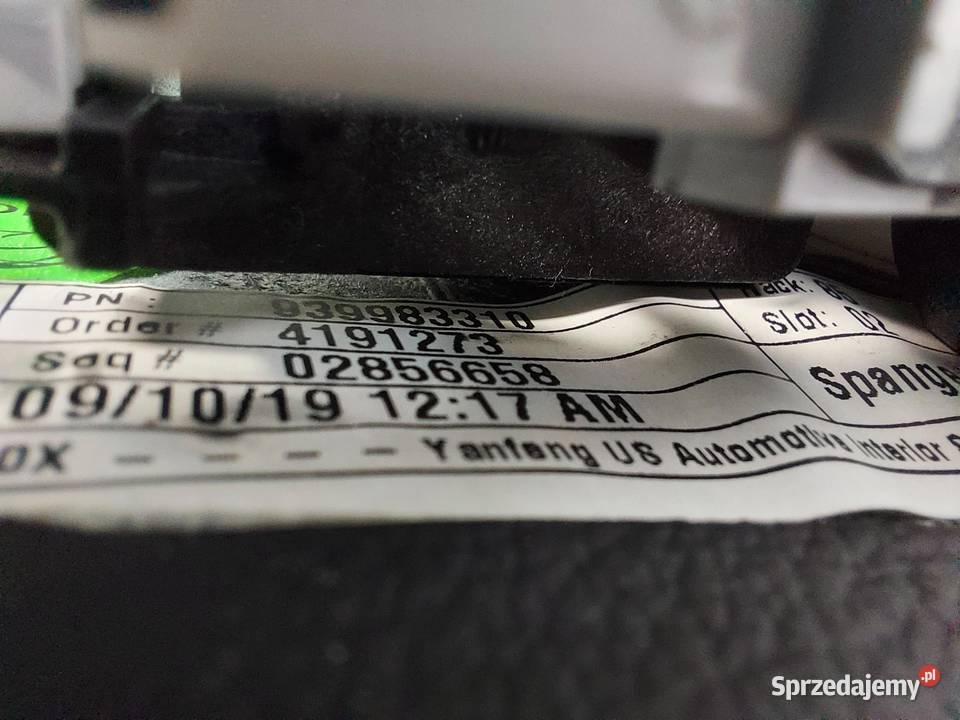 PN : 939983310
Order # 4191273
Seq # 02856658
09/10/19 12:17 AM
Slot: 02
0X - - - - Yanfeng US Automotive Interior
Sprzedajemy.pl